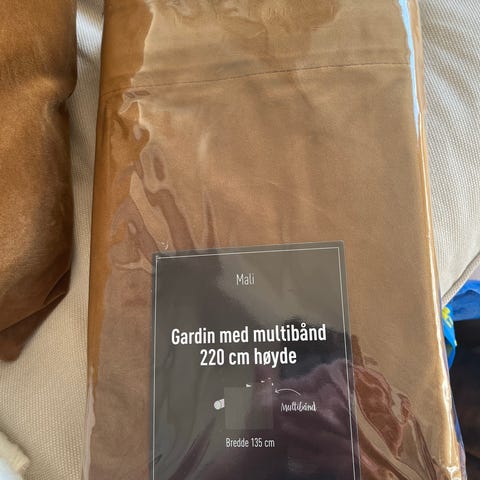 Mali
Gardin med multibånd
220 cm høyde
Multibånd
Bredde 135 cm